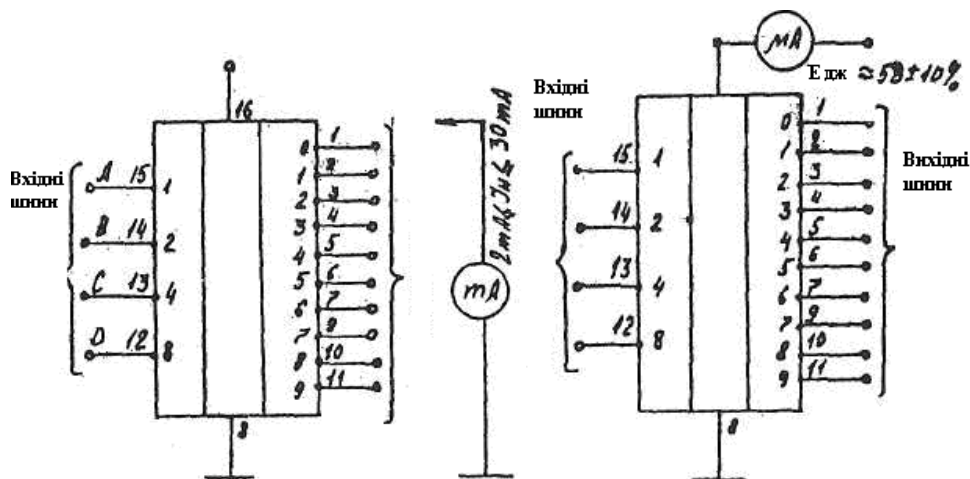 16
Вхідні
шини
A 15 1
B 14 2
C 13 4
D 12 8
0 1
1 2
2 3
3 4
4 5
5 6
6 7
7 9
8 10
9 11
8
mA
2mA≤Iн≤30mA
Вхідні
шини
μA
E дж ≈5В±10%
15 1
14 2
13 4
12 8
0 1
1 2
2 3
3 4
4 5
5 6
6 7
7 9
8 10
9 11
Вихідні
шини
8